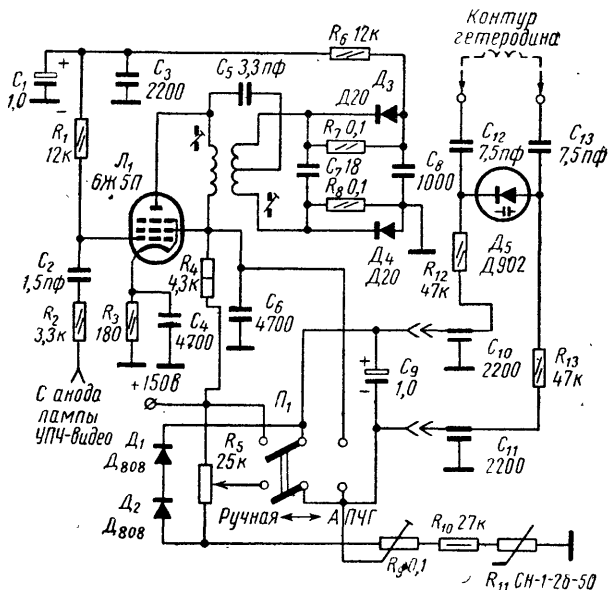 Контур
гетеродина
R6 12к
C1
1,0
+
-
C3
2200
C5 3,3пф
Д3
Д20
R1
12к
Л1
6Ж5П
R7 0,1
C7 18
R8 0,1
C8
1000
Д4
Д20
C12
7,5пф
C13
7,5пф
Д5
Д902
R12
47к
C2
1,5пф
R2
3,3к
R3
180
C4
4700
R4
4,3к
C6
4700
C9
1,0
+
-
C10
2200
R13
47к
C11
2200
С анода
лампы
УПЧ-видео
+150в
П1
R5
25к
Д1
Д808
Д2
Д808
Ручная ↔ АПЧГ
R9 0,1
R10 27к
R11 СН-1-2б-50